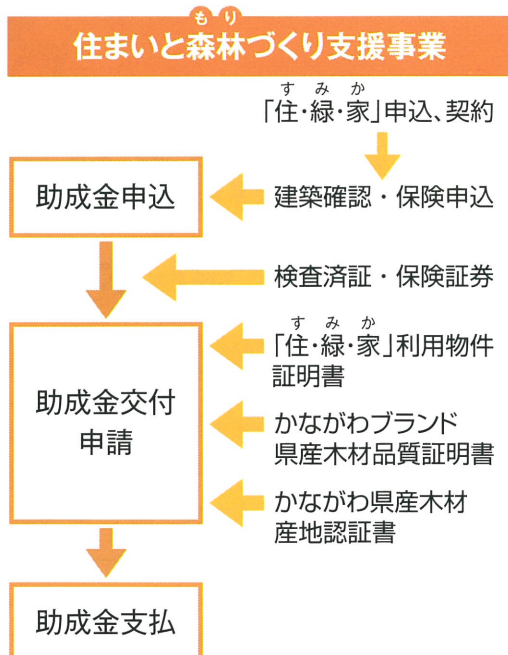 もり
住まいと森林づくり支援事業
すみか
「住・緑・家」申込、契約
助成金申込
建築確認・保険申込
検査済証・保険証券
すみか
「住・緑・家」利用物件
証明書
助成金交付
申請
かながわブランド
県産木材品質証明書
かながわ県産木材
産地認証書
助成金支払